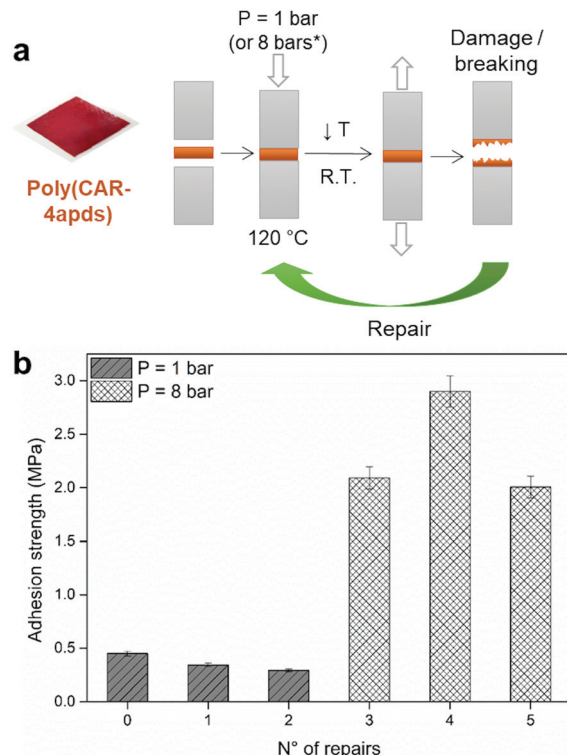 a
P = 1 bar
(or 8 bars*)
Damage /
breaking
↓ T
R.T.
Poly(CAR-
4apds)
120 °C
Repair
b
P = 1 bar
P = 8 bar
Adhesion strength (MPa)
3.0
2.5
2.0
1.5
1.0
0.5
0.0
0 1 2 3 4 5
N° of repairs